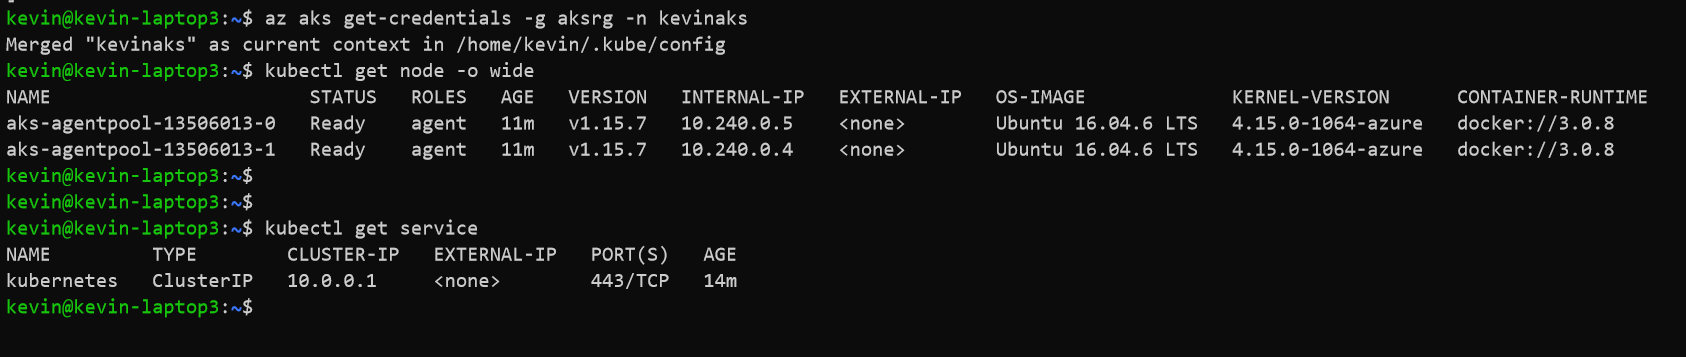 kevin@kevin-laptop3:~$ az aks get-credentials -g aksrg -n kevinaks
Merged "kevinaks" as current context in /home/kevin/.kube/config
kevin@kevin-laptop3:~$ kubectl get node -o wide
NAME                       STATUS   ROLES   AGE   VERSION   INTERNAL-IP   EXTERNAL-IP   OS-IMAGE             KERNEL-VERSION      CONTAINER-RUNTIME
aks-agentpool-13506013-0   Ready    agent   11m   v1.15.7   10.240.0.5    <none>        Ubuntu 16.04.6 LTS   4.15.0-1064-azure   docker://3.0.8
aks-agentpool-13506013-1   Ready    agent   11m   v1.15.7   10.240.0.4    <none>        Ubuntu 16.04.6 LTS   4.15.0-1064-azure   docker://3.0.8
kevin@kevin-laptop3:~$
kevin@kevin-laptop3:~$
kevin@kevin-laptop3:~$ kubectl get service
NAME         TYPE        CLUSTER-IP   EXTERNAL-IP   PORT(S)   AGE
kubernetes   ClusterIP   10.0.0.1     <none>        443/TCP   14m
kevin@kevin-laptop3:~$